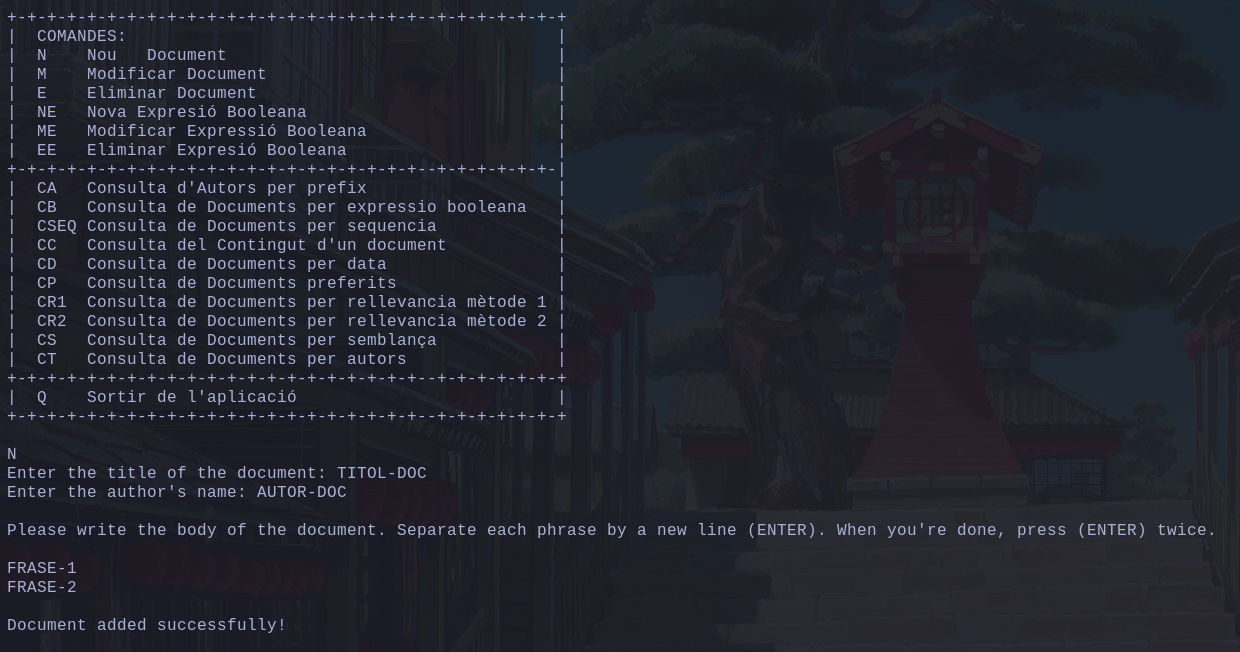 +-+-+-+-+-+-+-+-+-+-+-+-+-+-+-+-+-+-+-+-+--+-+-+-+-+-+-+
|  COMANDES:                                           |
|  N    Nou   Document                                 |
|  M    Modificar Document                             |
|  E    Eliminar Document                              |
|  NE   Nova Expresió Booleana                         |
|  ME   Modificar Expressió Booleana                   |
|  EE   Eliminar Expresió Booleana                     |
+-+-+-+-+-+-+-+-+-+-+-+-+-+-+-+-+-+-+-+-+--+-+-+-+-+-+-|
|  CA   Consulta d'Autors per prefix                   |
|  CB   Consulta de Documents per expressio booleana   |
|  CSEQ Consulta de Documents per sequencia            |
|  CC   Consulta del Contingut d'un document           |
|  CD   Consulta de Documents per data                 |
|  CP   Consulta de Documents preferits                |
|  CR1  Consulta de Documents per rellevancia mètode 1 |
|  CR2  Consulta de Documents per rellevancia mètode 2 |
|  CS   Consulta de Documents per semblança            |
|  CT   Consulta de Documents per autors               |
+-+-+-+-+-+-+-+-+-+-+-+-+-+-+-+-+-+-+-+-+--+-+-+-+-+-+-+
|  Q    Sortir de l'aplicació                          |
+-+-+-+-+-+-+-+-+-+-+-+-+-+-+-+-+-+-+-+-+--+-+-+-+-+-+-+

N
Enter the title of the document: TITOL-DOC
Enter the author's name: AUTOR-DOC

Please write the body of the document. Separate each phrase by a new line (ENTER). When you're done, press (ENTER) twice.

FRASE-1
FRASE-2

Document added successfully!